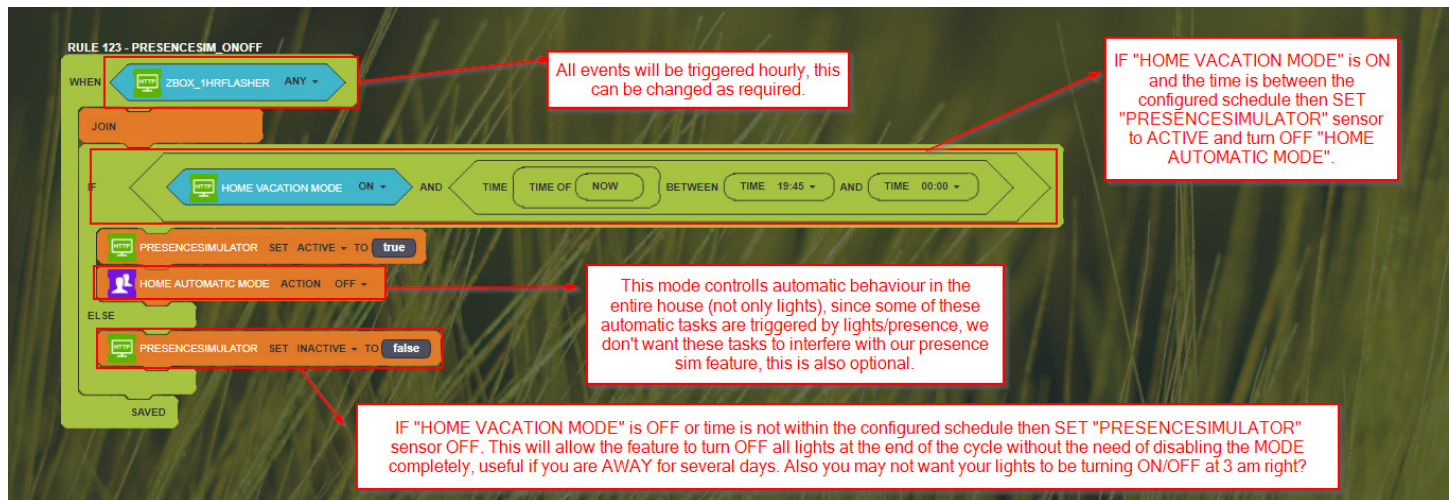 RULE 123 - PRESENCESIM_ONOFF
WHEN HTTP ZBOX_1HRFLASHER ANY
All events will be triggered hourly, this
can be changed as required.
IF "HOME VACATION MODE" is ON
and the time is between the
configured schedule then SET
"PRESENCESIMULATOR" sensor
to ACTIVE and turn OFF "HOME
AUTOMATIC MODE".
JOIN
IF HTTP HOME VACATION MODE ON AND TIME TIME OF NOW BETWEEN TIME 19:45 AND TIME 00:00
HTTP PRESENCESIMULATOR SET ACTIVE TO true
HOME AUTOMATIC MODE ACTION OFF
This mode controlls automatic behaviour in the
entire house (not only lights), since some of these
automatic tasks are triggered by lights/presence, we
don't want these tasks to interfere with our presence
sim feature, this is also optional.
ELSE
HTTP PRESENCESIMULATOR SET INACTIVE TO false
SAVED
IF "HOME VACATION MODE" is OFF or time is not within the configured schedule then SET "PRESENCESIMULATOR"
sensor OFF. This will allow the feature to turn OFF all lights at the end of the cycle without the need of disabling the MODE
completely, useful if you are AWAY for several days. Also you may not want your lights to be turning ON/OFF at 3 am right?